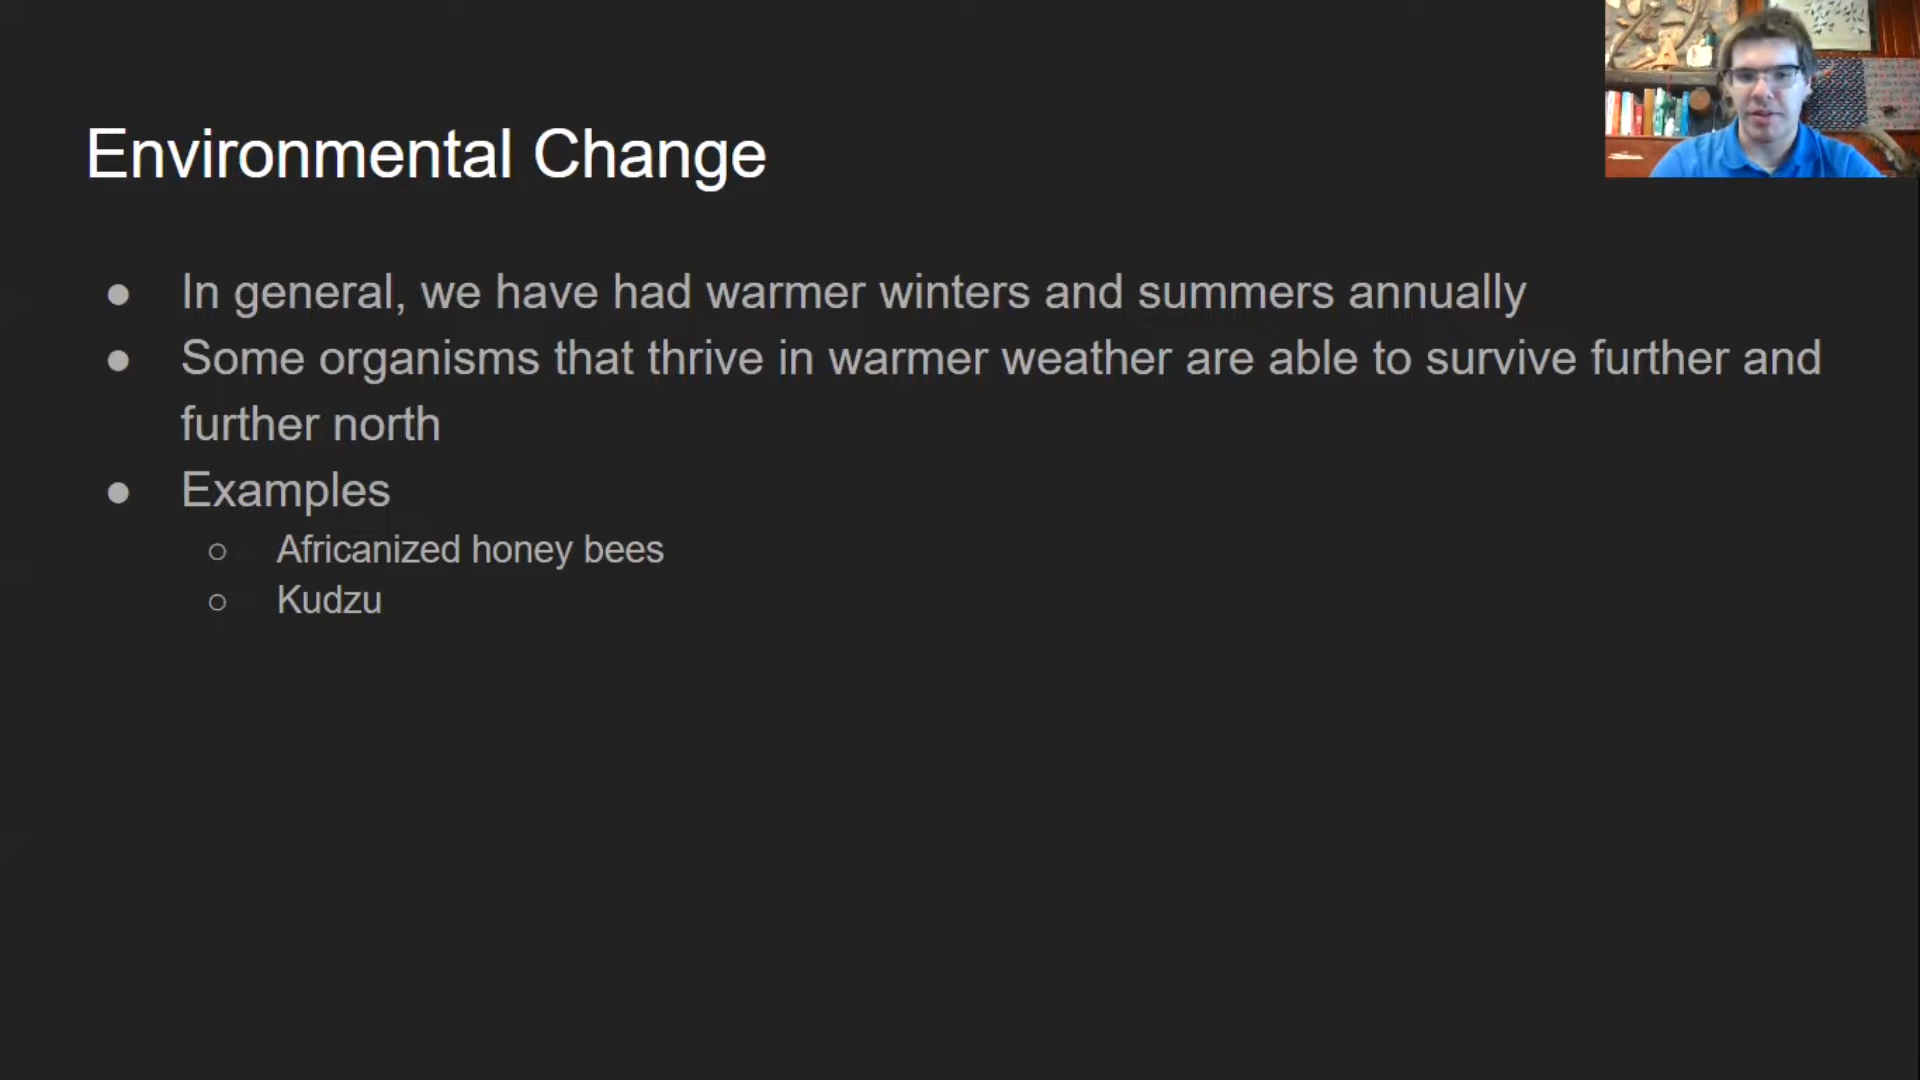 Environmental Change
● In general, we have had warmer winters and summers annually
● Some organisms that thrive in warmer weather are able to survive further and
further north
● Examples
○ Africanized honey bees
○ Kudzu